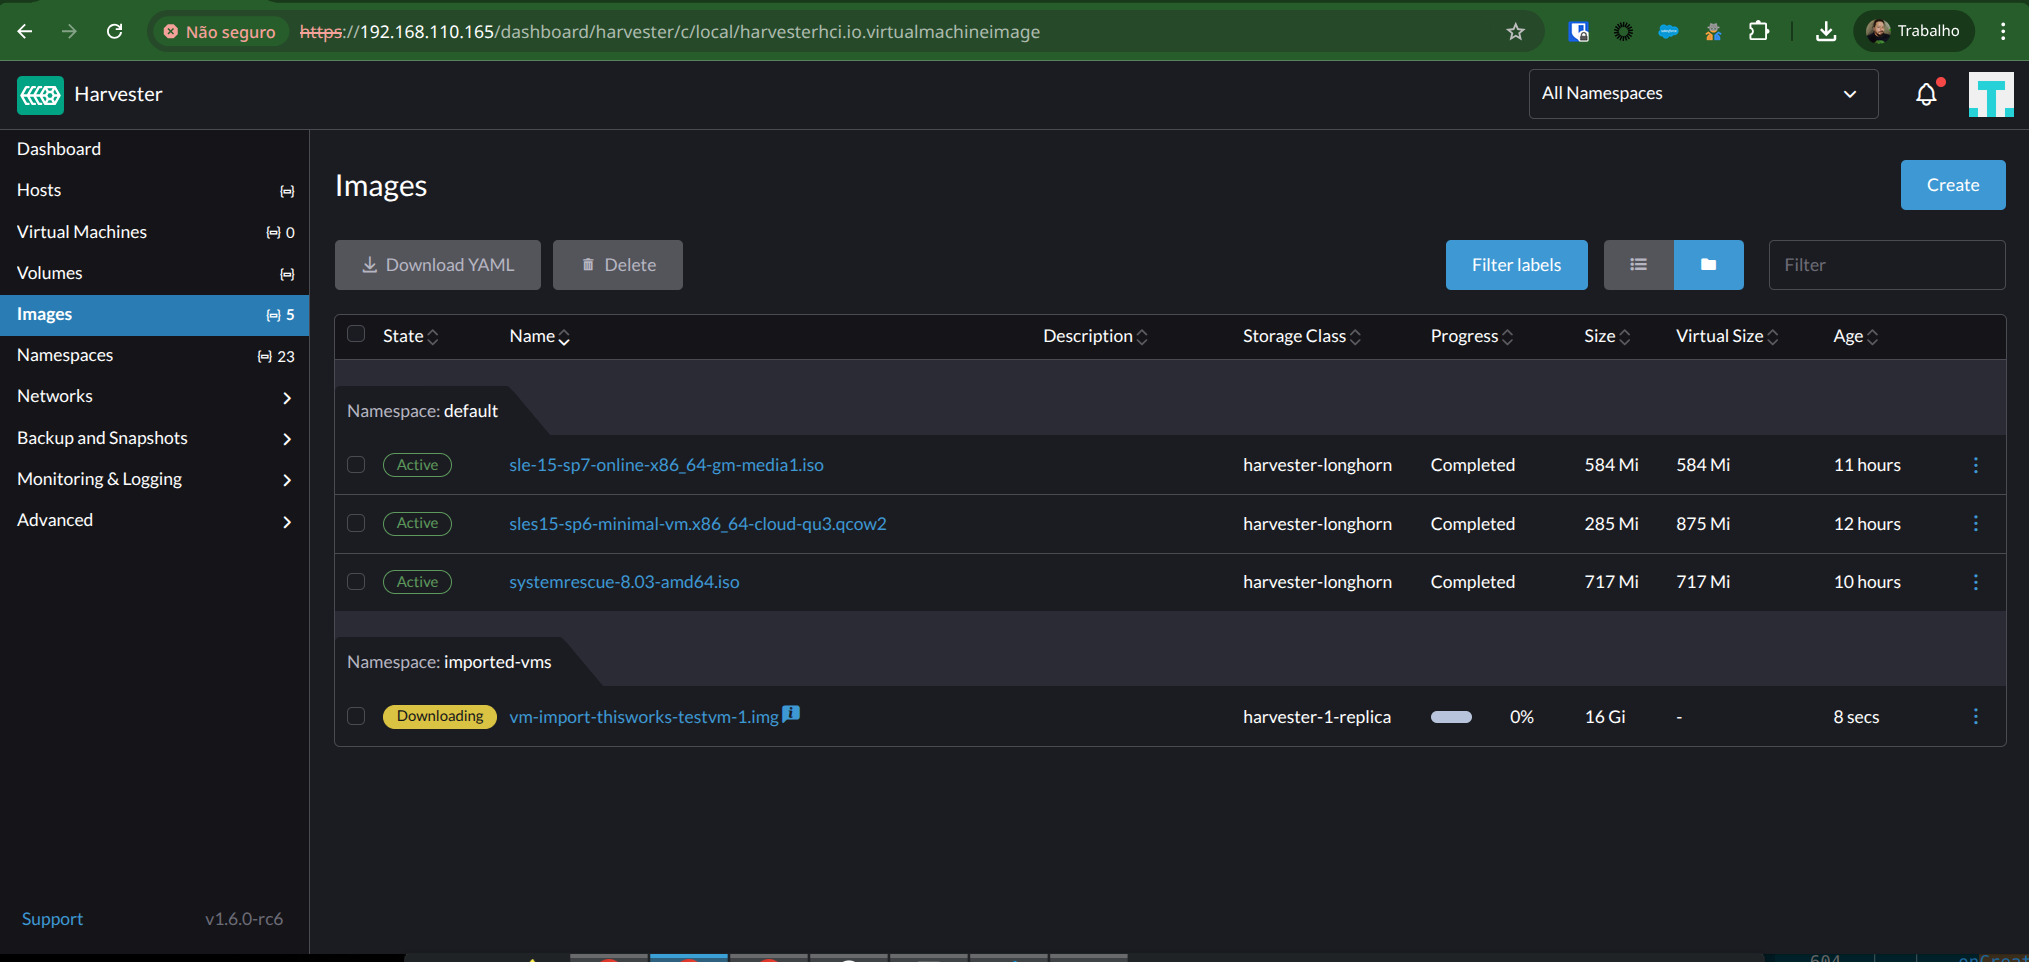 Não seguro https://192.168.110.165/dashboard/harvester/c/local/harvesterhci.io.virtualmachineimage Trabalho
Harvester All Namespaces
Dashboard
Hosts
Virtual Machines 0
Volumes
Images 5
Namespaces 23
Networks
Backup and Snapshots
Monitoring & Logging
Advanced
Support v1.6.0-rc6
Images Create
Download YAML Delete Filter labels Filter
State Name Description Storage Class Progress Size Virtual Size Age
Namespace: default
Active sle-15-sp7-online-x86_64-gm-media1.iso harvester-longhorn Completed 584 Mi 584 Mi 11 hours
Active sles15-sp6-minimal-vm.x86_64-cloud-qu3.qcow2 harvester-longhorn Completed 285 Mi 875 Mi 12 hours
Active systemrescue-8.03-amd64.iso harvester-longhorn Completed 717 Mi 717 Mi 10 hours
Namespace: imported-vms
Downloading vm-import-thisworks-testvm-1.img harvester-1-replica 0% 16 Gi - 8 secs